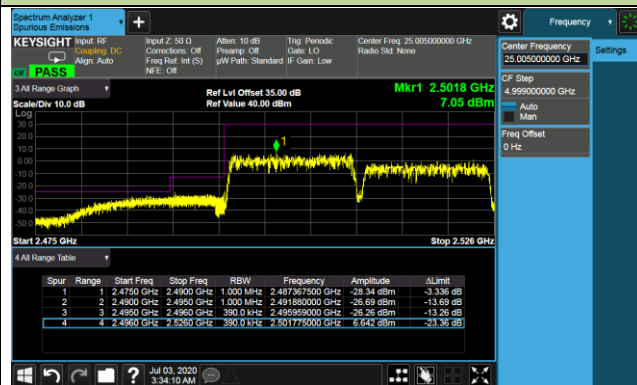 Spectrum Analyzer 1
Spurious Emissions
Frequency
KEYSIGHT
Input: RF
Coupling: DC
Align: Auto
Input Z: 50 Ω
Corrections: Off
Freq Ref: Int (S)
NFE: Off
Atten: 10 dB
Preamp: Off
µW Path: Standard
Trig: Periodic
Gate: LO
IF Gain: Low
Center Freq: 25.005000000 GHz
Radio Std: None
PASS
Center Frequency
25.005000000 GHz
Settings
CF Step
4.999000000 GHz
Auto
Man
Freq Offset
0 Hz
3 All Range Graph
Scale/Div 10.0 dB
Ref Lvl Offset 35.00 dB
Ref Value 40.00 dBm
Mkr1 2.5018 GHz
7.05 dBm
Log
30.0
20.0
10.0
0.00
-10.0
-20.0
-30.0
-40.0
-50.0
1
Start 2.475 GHz
Stop 2.526 GHz
4 All Range Table
Spur Range Start Freq Stop Freq RBW Frequency Amplitude ΔLimit
1 1 2.4750 GHz 2.4900 GHz 1.000 MHz 2.487367500 GHz -28.34 dBm -3.336 dB
2 2 2.4900 GHz 2.4950 GHz 1.000 MHz 2.491880000 GHz -26.69 dBm -13.69 dB
3 3 2.4950 GHz 2.4960 GHz 390.0 kHz 2.495959000 GHz -26.26 dBm -13.26 dB
4 4 2.4960 GHz 2.5260 GHz 390.0 kHz 2.501775000 GHz 6.642 dBm -23.36 dB
Jul 03, 2020
3:34:10 AM